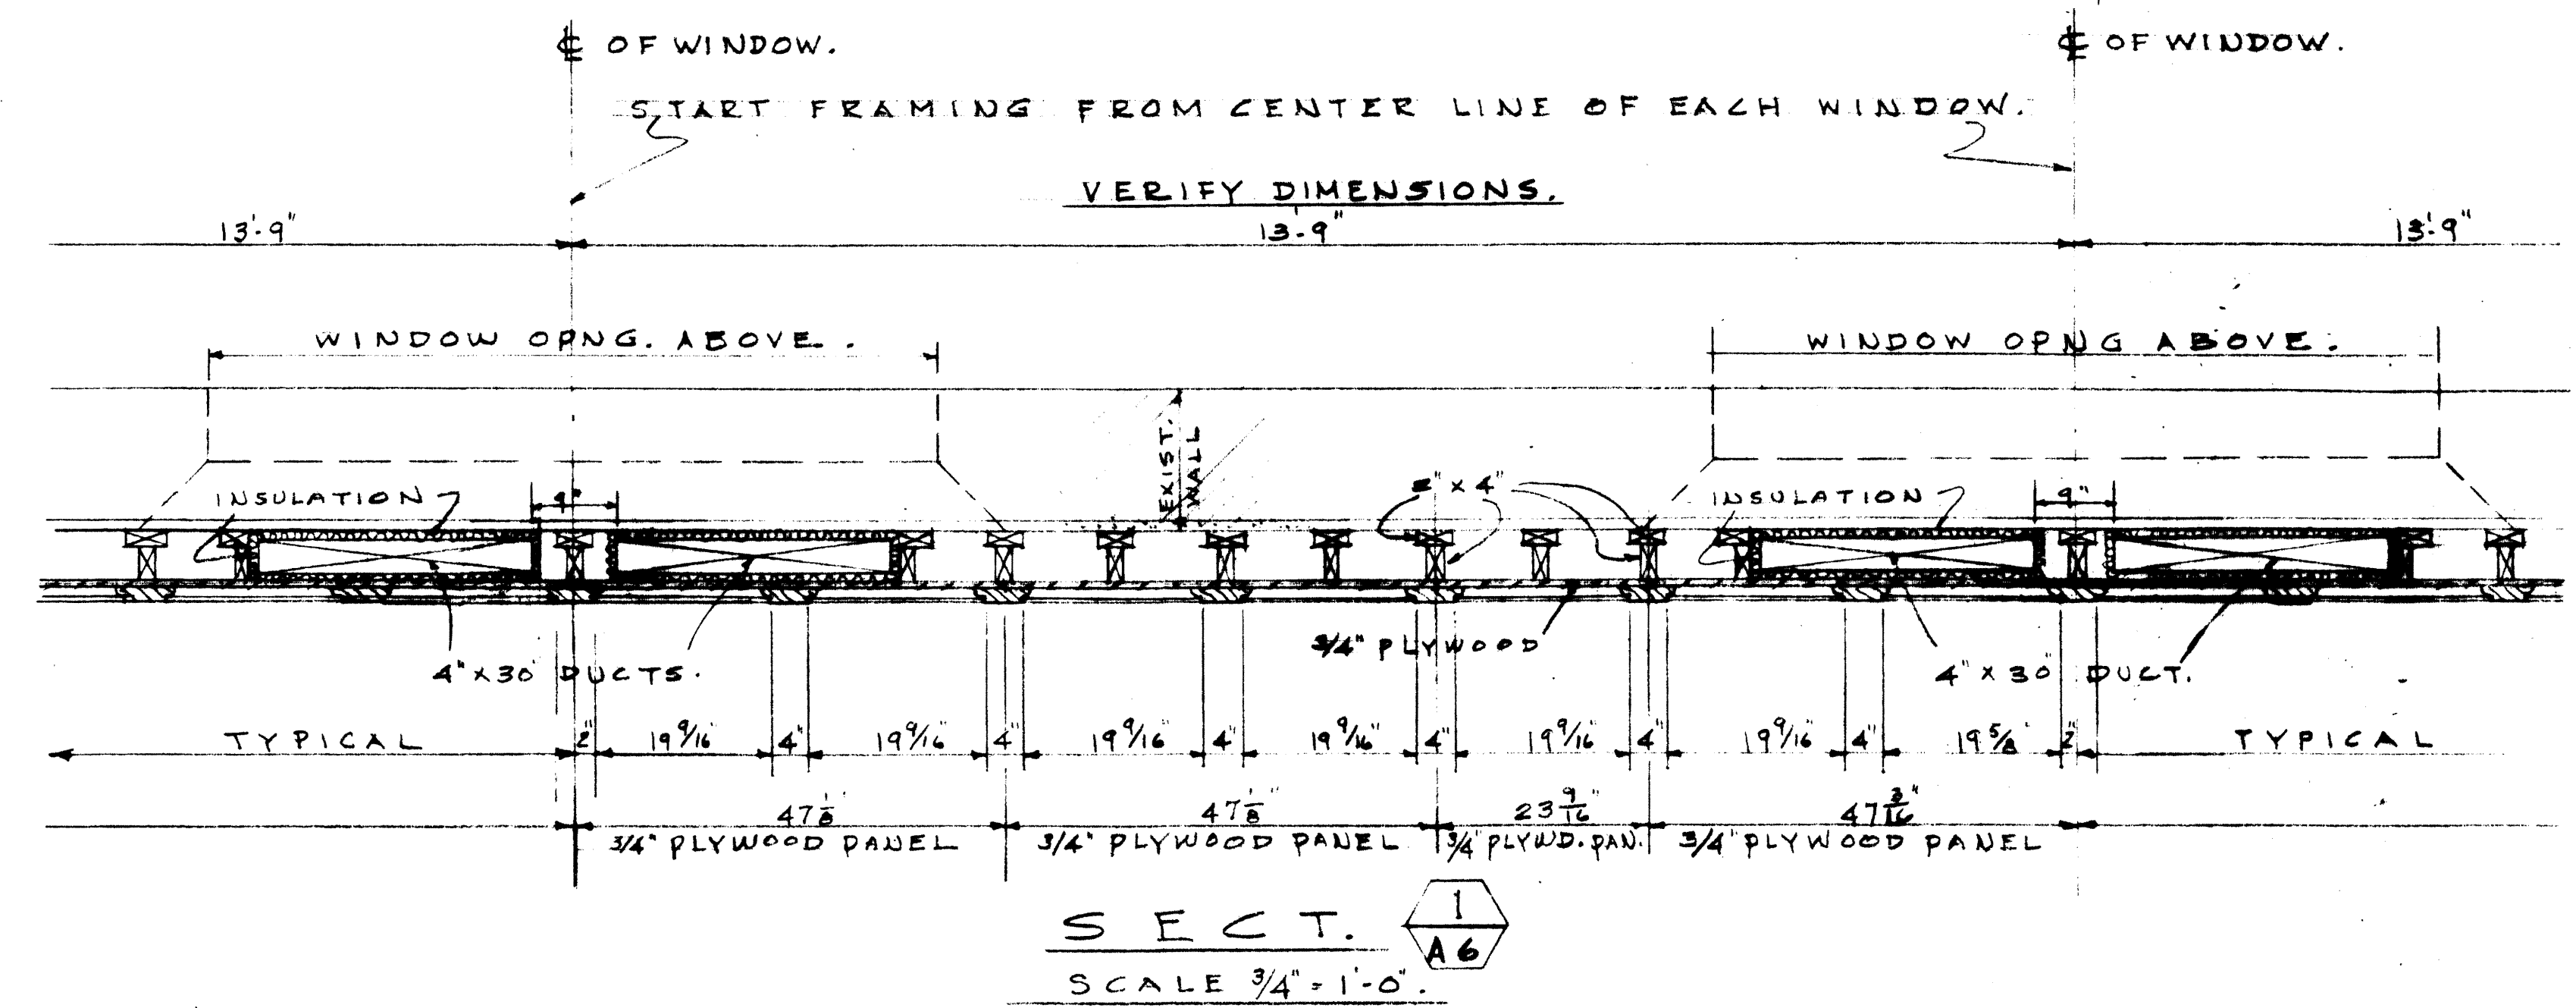 ℄ OF WINDOW. ℄ OF WINDOW.
START FRAMING FROM CENTER LINE OF EACH WINDOW.
VERIFY DIMENSIONS.
13'-9" 13'-9" 13'-9"
WINDOW OPNG. ABOVE. WINDOW OPNG ABOVE.
EXIST.
WALL
INSULATION 9" 2" x 4" INSULATION 9"
3/4" PLYWOOD
4" x 30" DUCTS. 4" x 30" DUCT.
TYPICAL 2" 19 9/16" 4" 19 9/16" 4" 19 9/16" 4" 19 9/16" 4" 19 9/16" 4" 19 9/16" 4" 19 5/8" 2" TYPICAL
47 1/8" 47 1/8" 23 9/16" 47 3/16"
3/4" PLYWOOD PANEL 3/4" PLYWOOD PANEL 3/4" PLYWD. PAN. 3/4" PLYWOOD PANEL
SECT. 1
A6
SCALE 3/4" = 1'-0".